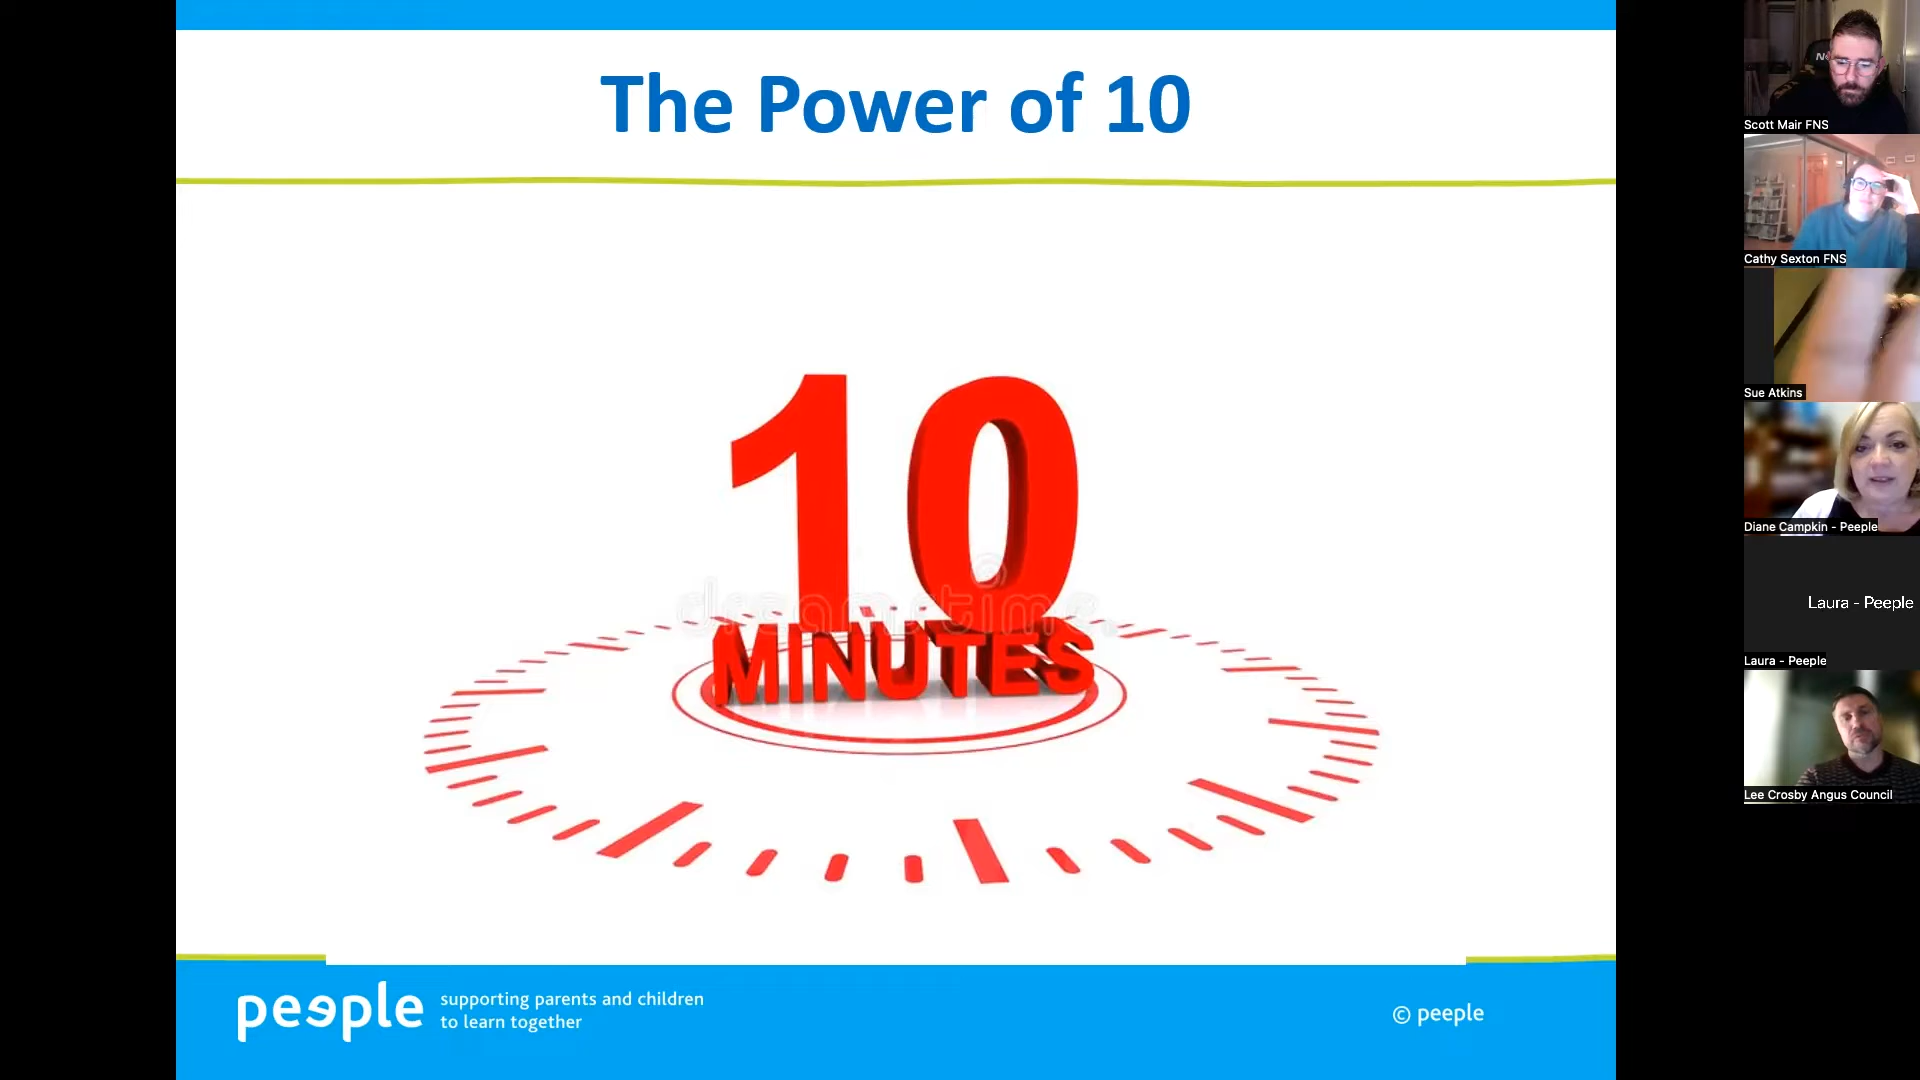 The Power of 10
10
MINUTES
dreamstime
peeple
supporting parents and children
to learn together
© peeple
Scott Mair FNS
Cathy Sexton FNS
Sue Atkins
Diane Campkin - Peeple
Laura - Peeple
Laura - Peeple
Lee Crosby Angus Council